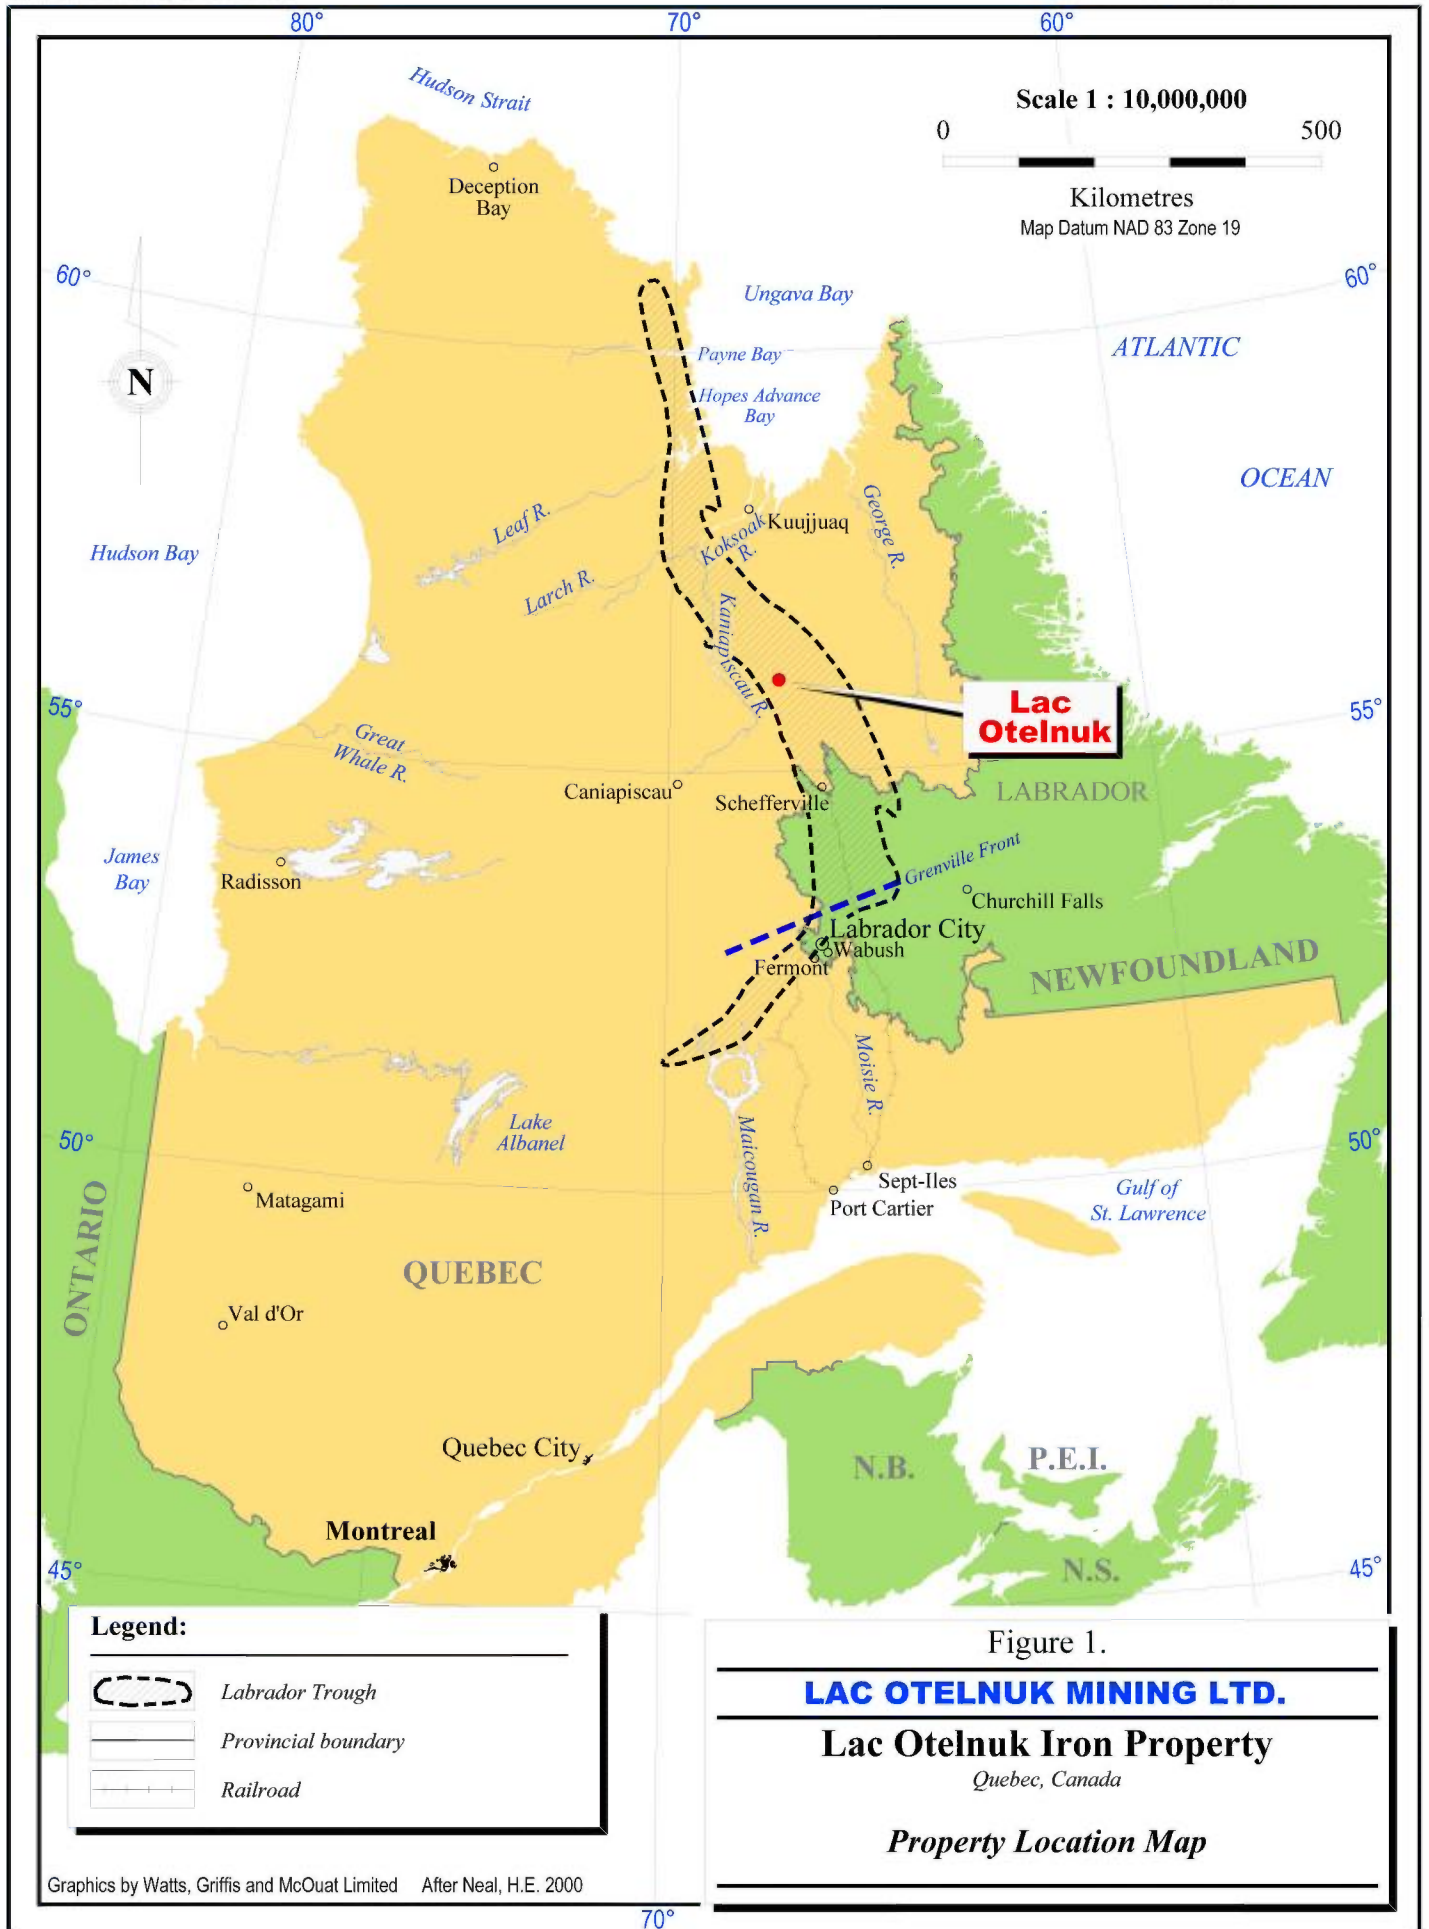 80°
70°
60°
Hudson Strait
Scale 1 : 10,000,000
0
500
Kilometres
Map Datum NAD 83 Zone 19
Deception
Bay
60°
60°
Ungava Bay
ATLANTIC
Payne Bay
N
Hopes Advance
Bay
OCEAN
Leaf R.
Kuujjuaq
Koksoak
R.
George R.
Hudson Bay
Larch R.
Kaniapiscau R.
Lac
Otelnuk
55°
55°
Great
Whale R.
Caniapiscau
Schefferville
LABRADOR
James
Bay
Radisson
Grenville Front
Churchill Falls
Labrador City
Wabush
Fermont
NEWFOUNDLAND
Moisie R.
Lake
Albanel
Maicougan R.
50°
50°
Matagami
Sept-Iles
Port Cartier
Gulf of
St. Lawrence
ONTARIO
QUEBEC
Val d'Or
Quebec City
N.B.
P.E.I.
Montreal
45°
45°
N.S.
Legend:
Labrador Trough
Provincial boundary
Railroad
Figure 1.
LAC OTELNUK MINING LTD.
Lac Otelnuk Iron Property
Quebec, Canada
Property Location Map
Graphics by Watts, Griffis and McOuat Limited After Neal, H.E. 2000
70°